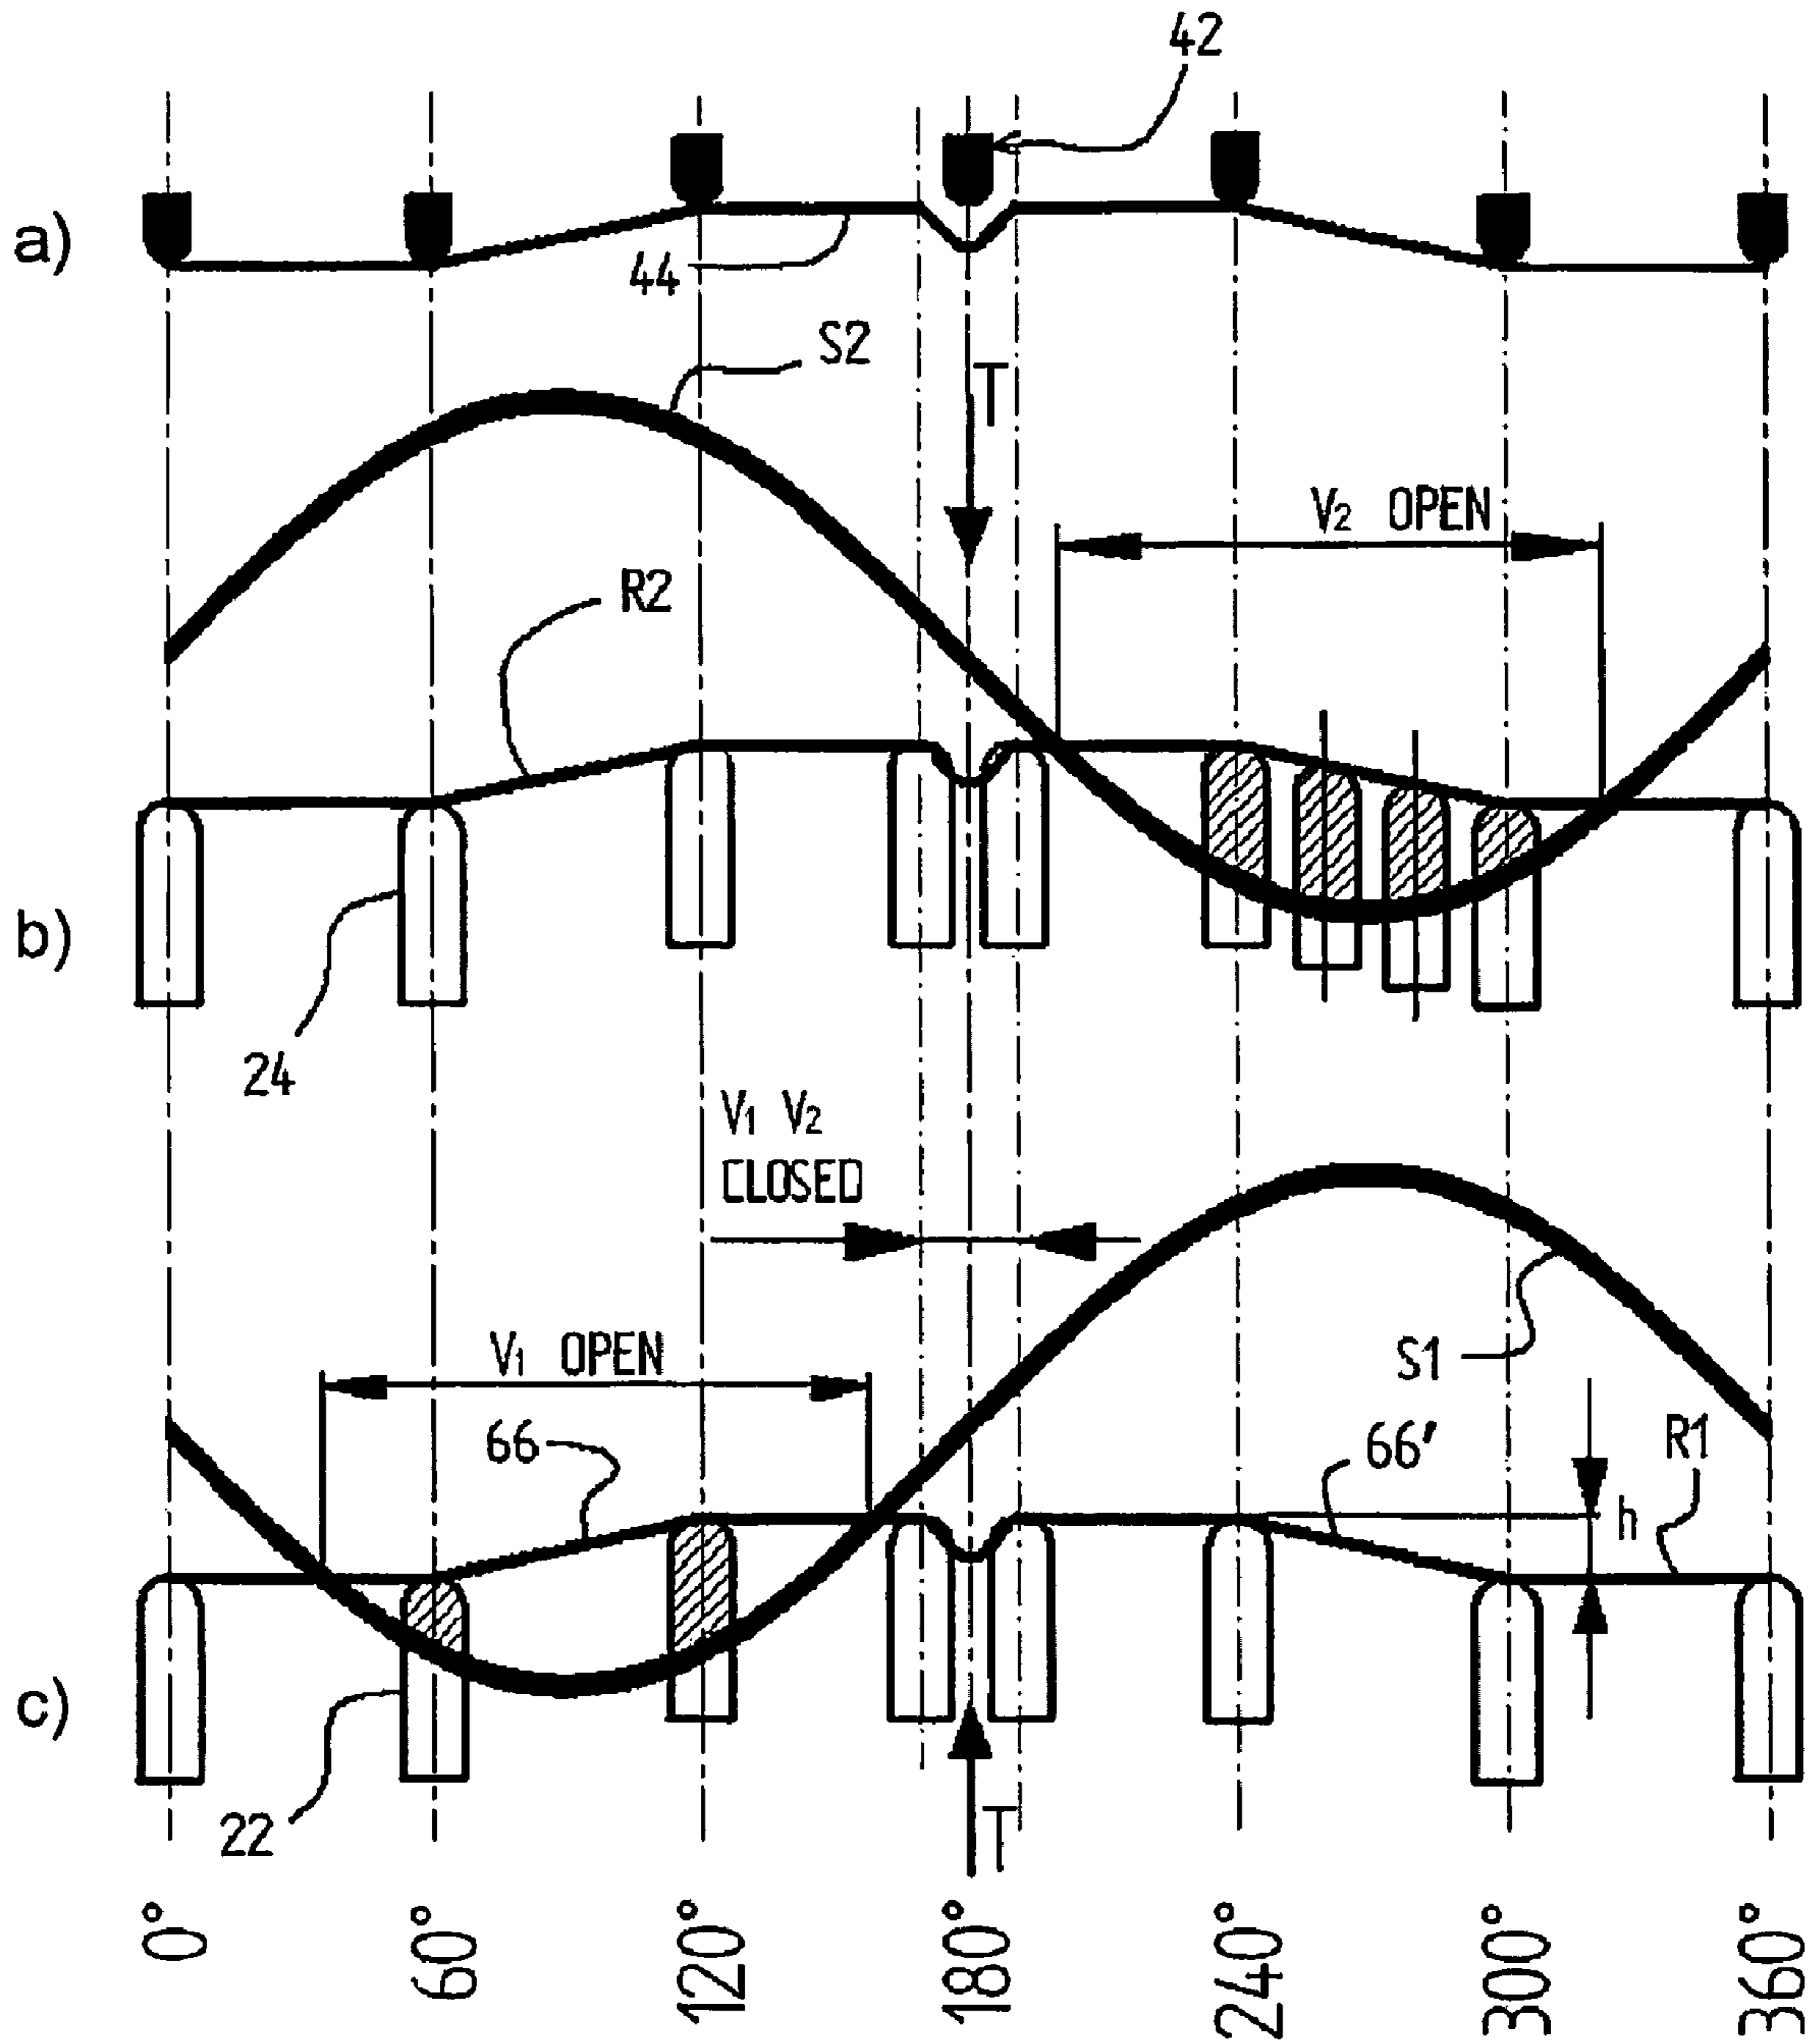 42
a)
44
S2
T
V2 OPEN
R2
b)
24
V1 V2
CLOSED
V1 OPEN
S1
66
66'
R1
h
c)
22
T
0°
60°
120°
180°
240°
300°
360°